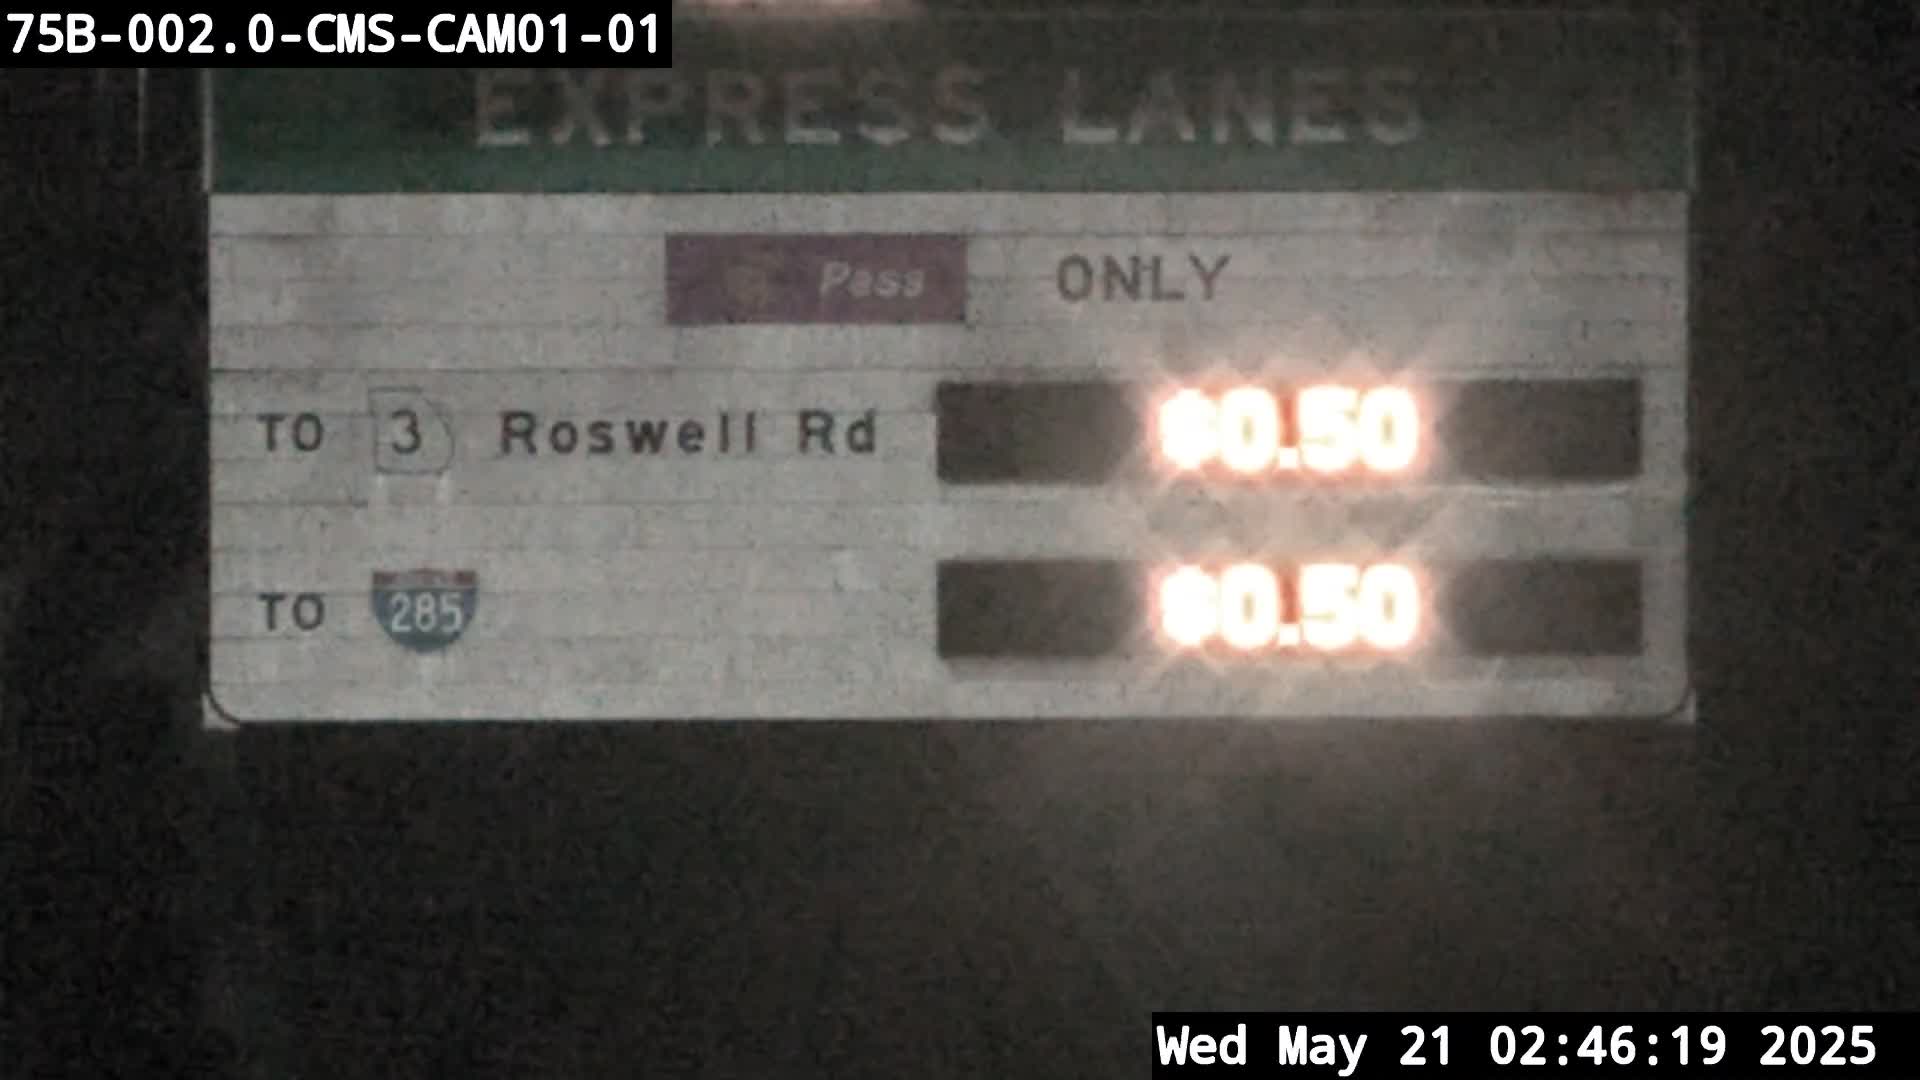 75B-002.0-CMS-CAM01-01
EXPRESS LANES
Pass ONLY
TO 3 Roswell Rd $0.50
TO 285 $0.50
Wed May 21 02:46:19 2025